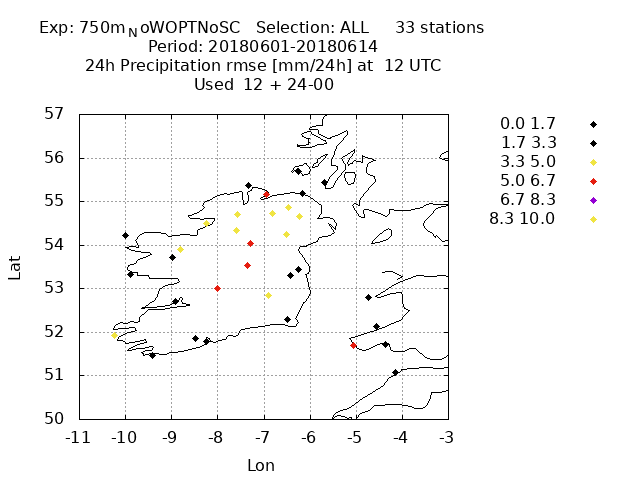 Exp: 750m_NoWOPTNoSC Selection: ALL 33 stations
Period: 20180601-20180614
24h Precipitation rmse [mm/24h] at 12 UTC
Used 12 + 24-00
57
56
55
54
53
52
51
50
-11 -10 -9 -8 -7 -6 -5 -4 -3
Lat
Lon
0.0 1.7
1.7 3.3
3.3 5.0
5.0 6.7
6.7 8.3
8.3 10.0